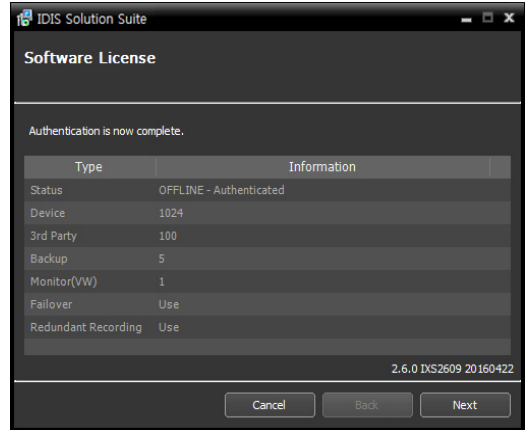 IDIS Solution Suite
Software License
Authentication is now complete.
Type Information
Status OFFLINE - Authenticated
Device 1024
3rd Party 100
Backup 5
Monitor(VW) 1
Failover Use
Redundant Recording Use
2.6.0 IXS2609 20160422
Cancel Back Next